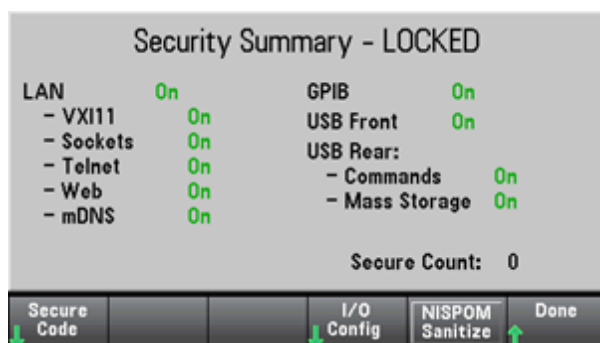 Security Summary - LOCKED
LAN On
- VXI11 On
- Sockets On
- Telnet On
- Web On
- mDNS On
GPIB On
USB Front On
USB Rear:
- Commands On
- Mass Storage On
Secure Count: 0
Secure
Code
I/O
Config
NISPOM
Sanitize
Done